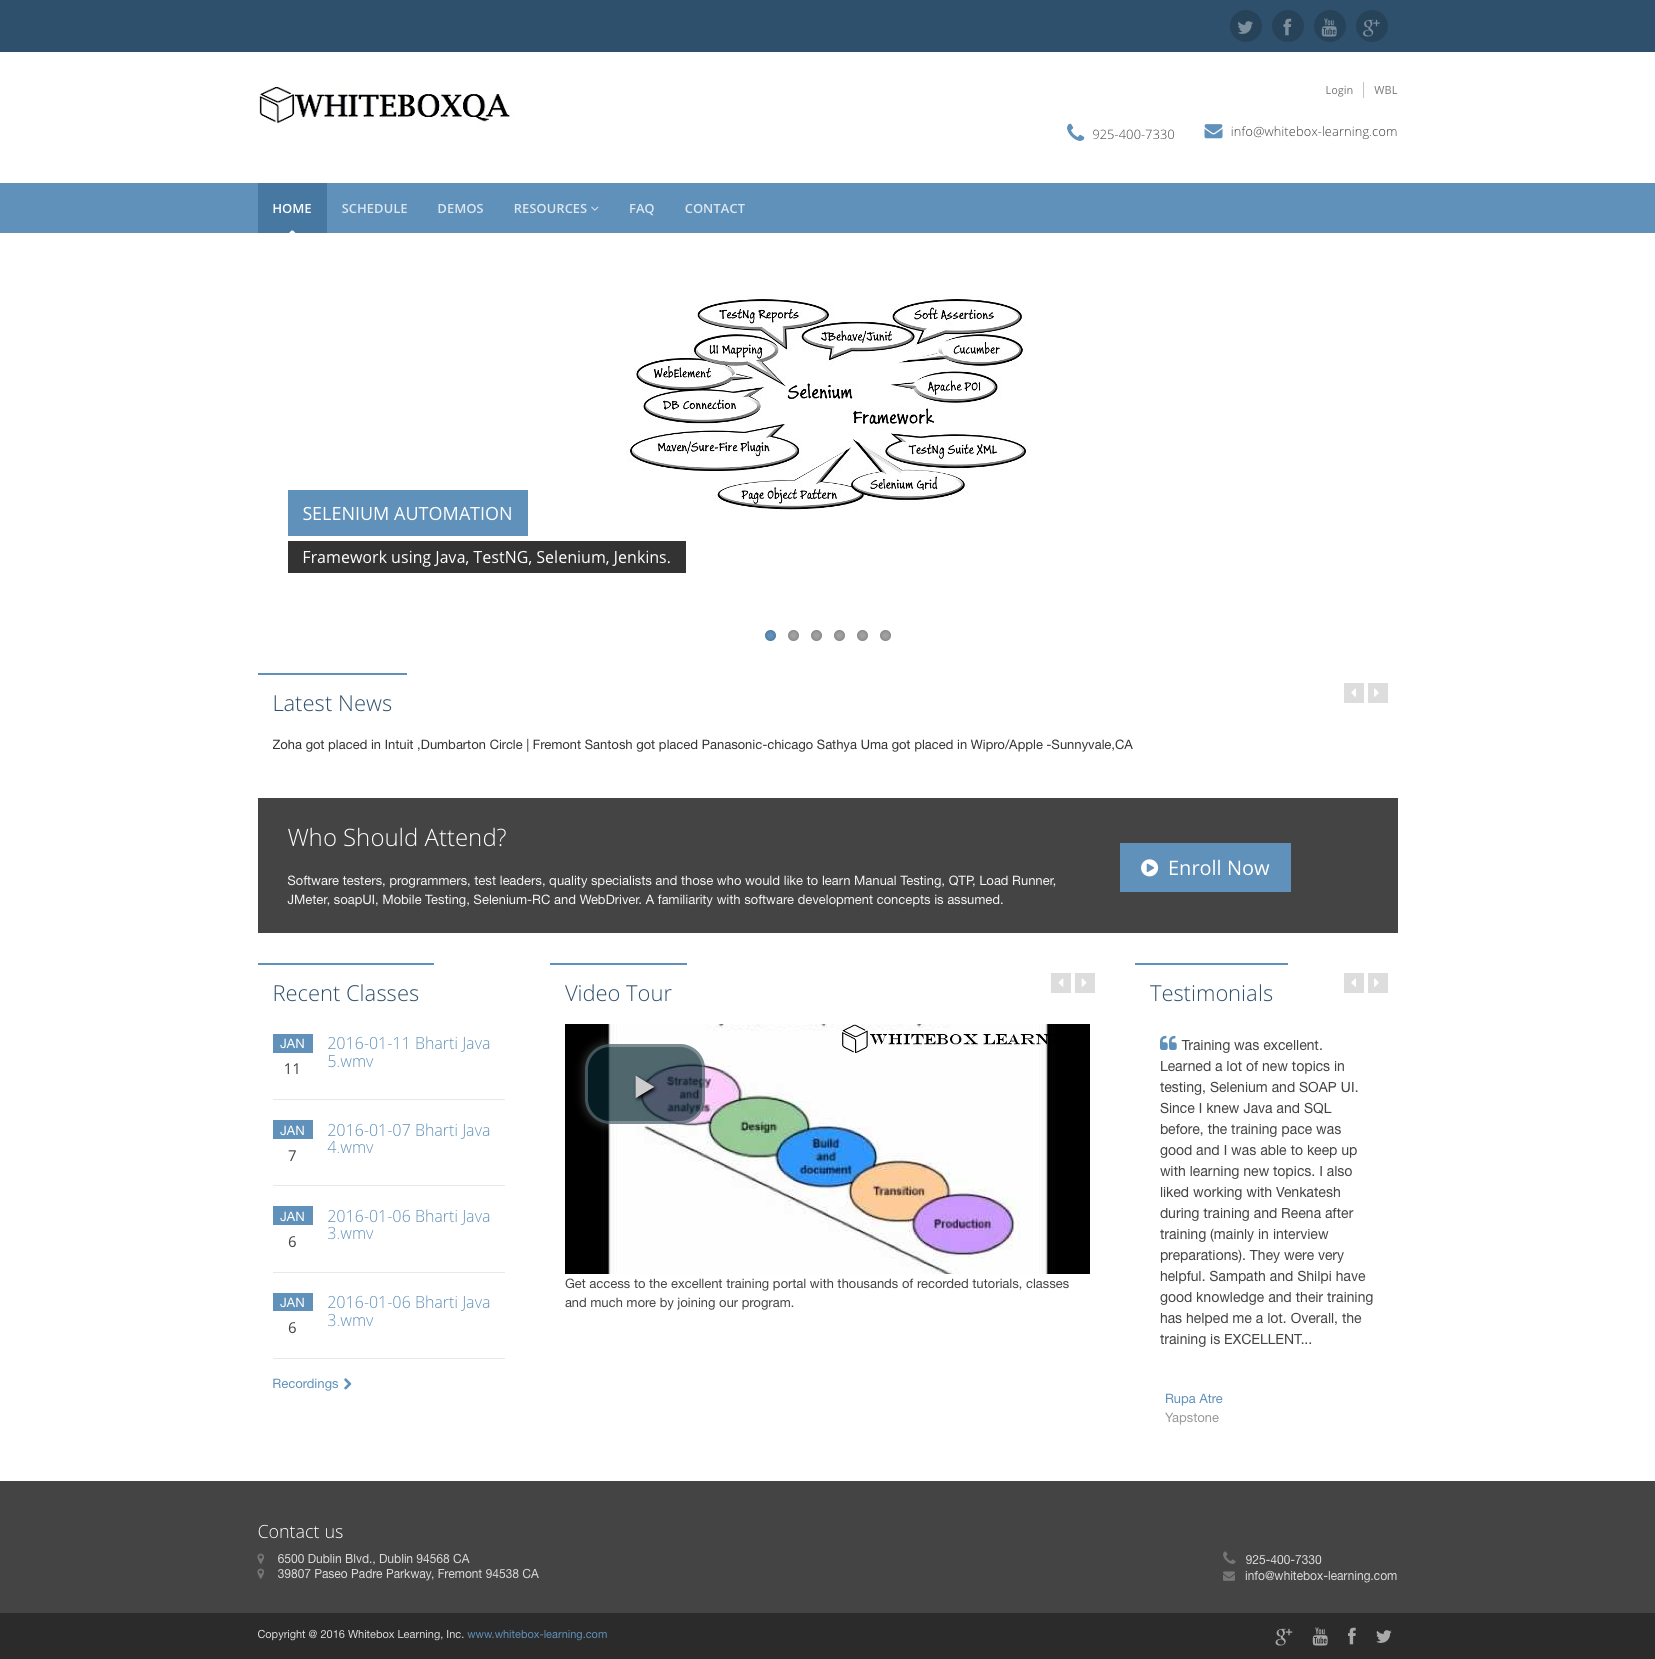 WHITEBOXQA
Login
WBL
925-400-7330
info@whitebox-learning.com
HOME
SCHEDULE
DEMOS
RESOURCES
FAQ
CONTACT
TestNg Reports
Soft Assertions
JBehave/Junit
UI Mapping
Cucumber
WebElement
Selenium
Apache POI
DB Connection
Framework
Maven/Sure-Fire Plugin
TestNg Suite XML
Selenium Grid
Page Object Pattern
SELENIUM AUTOMATION
Framework using Java, TestNG, Selenium, Jenkins.
Latest News
Zoha got placed in Intuit ,Dumbarton Circle | Fremont Santosh got placed Panasonic-chicago Sathya Uma got placed in Wipro/Apple -Sunnyvale,CA
Who Should Attend?
Software testers, programmers, test leaders, quality specialists and those who would like to learn Manual Testing, QTP, Load Runner,
JMeter, soapUI, Mobile Testing, Selenium-RC and WebDriver. A familiarity with software development concepts is assumed.
Enroll Now
Recent Classes
JAN
11
2016-01-11 Bharti Java
5.wmv
JAN
7
2016-01-07 Bharti Java
4.wmv
JAN
6
2016-01-06 Bharti Java
3.wmv
JAN
6
2016-01-06 Bharti Java
3.wmv
Recordings
Video Tour
WHITEBOX LEARN
Strategy
and
analysis
Design
Build
and
document
Transition
Production
Get access to the excellent training portal with thousands of recorded tutorials, classes
and much more by joining our program.
Testimonials
Training was excellent.
Learned a lot of new topics in
testing, Selenium and SOAP UI.
Since I knew Java and SQL
before, the training pace was
good and I was able to keep up
with learning new topics. I also
liked working with Venkatesh
during training and Reena after
training (mainly in interview
preparations). They were very
helpful. Sampath and Shilpi have
good knowledge and their training
has helped me a lot. Overall, the
training is EXCELLENT...
Rupa Atre
Yapstone
Contact us
6500 Dublin Blvd., Dublin 94568 CA
39807 Paseo Padre Parkway, Fremont 94538 CA
925-400-7330
info@whitebox-learning.com
Copyright @ 2016 Whitebox Learning, Inc. www.whitebox-learning.com